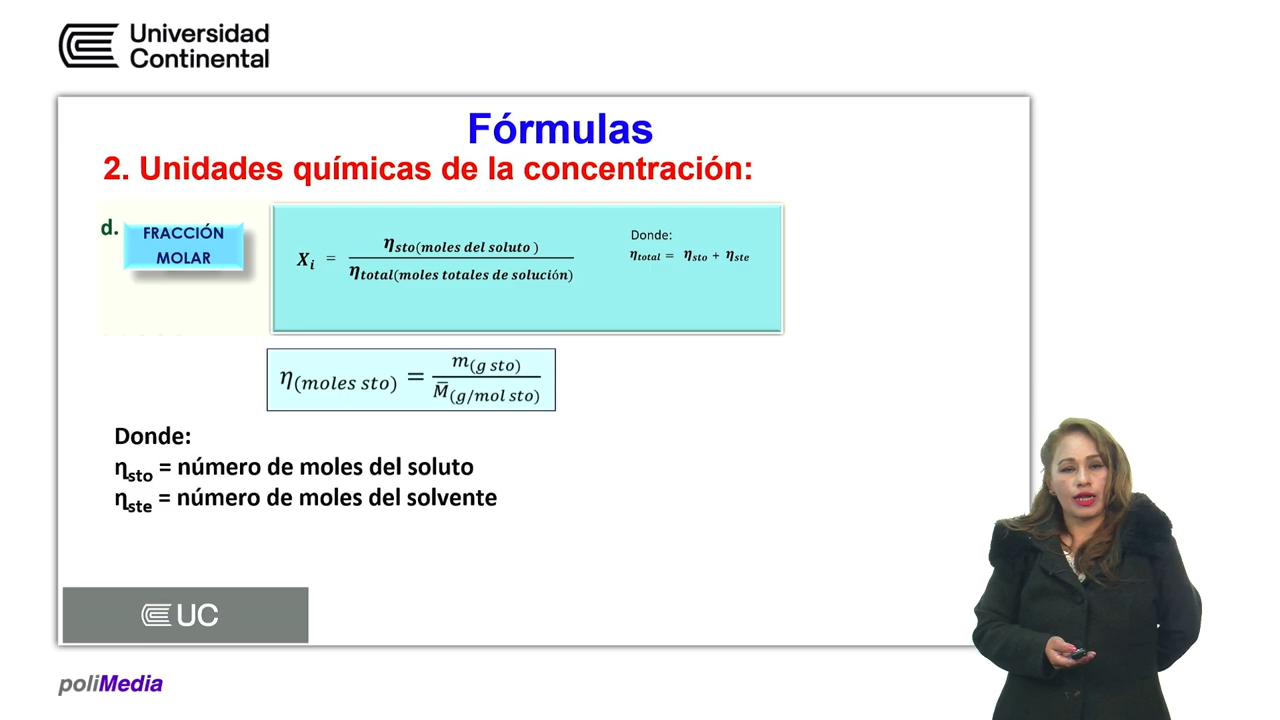 Universidad
Continental
Fórmulas
2. Unidades químicas de la concentración:
d.
FRACCIÓN
MOLAR
X_i = η_sto(moles del soluto ) / η_total(moles totales de solución)
Donde:
η_total = η_sto + η_ste
η_(moles sto) = m_(g sto) / M̅_(g/mol sto)
Donde:
η_sto = número de moles del soluto
η_ste = número de moles del solvente
UC
poliMedia